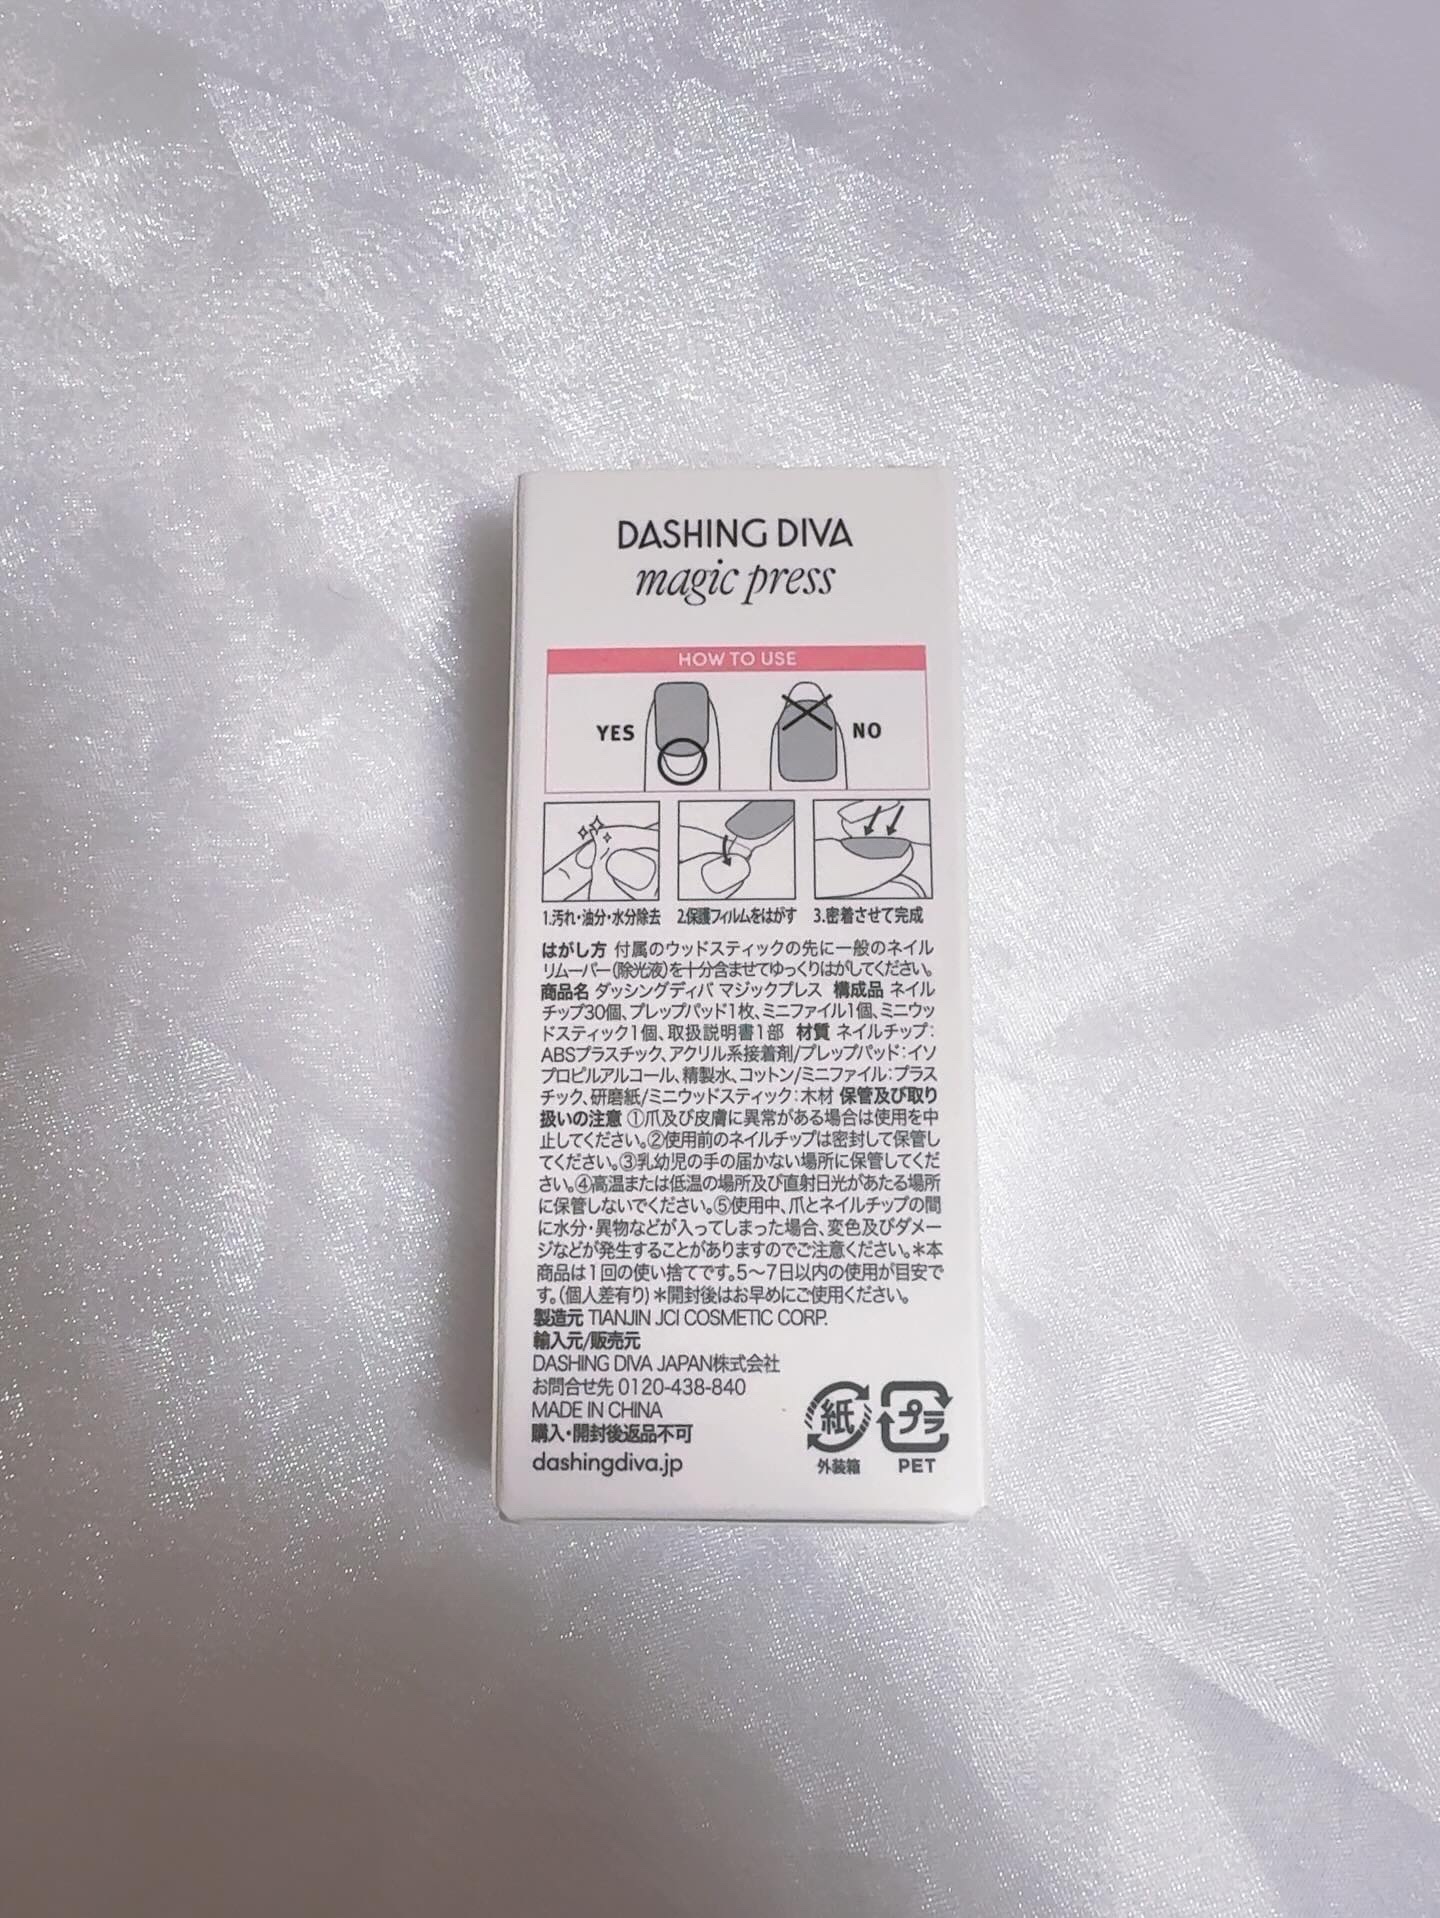 DASHING DIVA
magic press
HOW TO USE
YES
NO
1.汚れ・油分・水分除去
2.保護フィルムをはがす
3.密着させて完成
はがし方 付属のウッドスティックの先に一般のネイル
リムーバー(除光液)を十分含ませてゆっくりはがしてください。
商品名 ダッシングディバ マジックプレス 構成品 ネイル
チップ30個、プレップパッド1枚、ミニファイル1個、ミニウッ
ドスティック1個、取扱説明書1部 材質 ネイルチップ:
ABSプラスチック、アクリル系接着剤/プレップパッド:イソ
プロピルアルコール、精製水、コットン/ミニファイル:プラス
チック、研磨紙/ミニウッドスティック:木材 保管及び取り
扱いの注意 ①爪及び皮膚に異常がある場合は使用を中
止してください。②使用前のネイルチップは密封して保管し
てください。③乳幼児の手の届かない場所に保管してくだ
さい。④高温または低温の場所及び直射日光があたる場所
に保管しないでください。⑤使用中、爪とネイルチップの間
に水分・異物などが入ってしまった場合、変色及びダメー
ジなどが発生することがありますのでご注意ください。*本
商品は1回の使い捨てです。5〜7日以内の使用が目安で
す。(個人差有り)*開封後はお早めにご使用ください。
製造元 TIANJIN JCI COSMETIC CORP.
輸入元/販売元
DASHING DIVA JAPAN株式会社
お問合せ先 0120-438-840
MADE IN CHINA
購入・開封後返品不可
dashingdiva.jp
紙
外装箱
プラ
PET